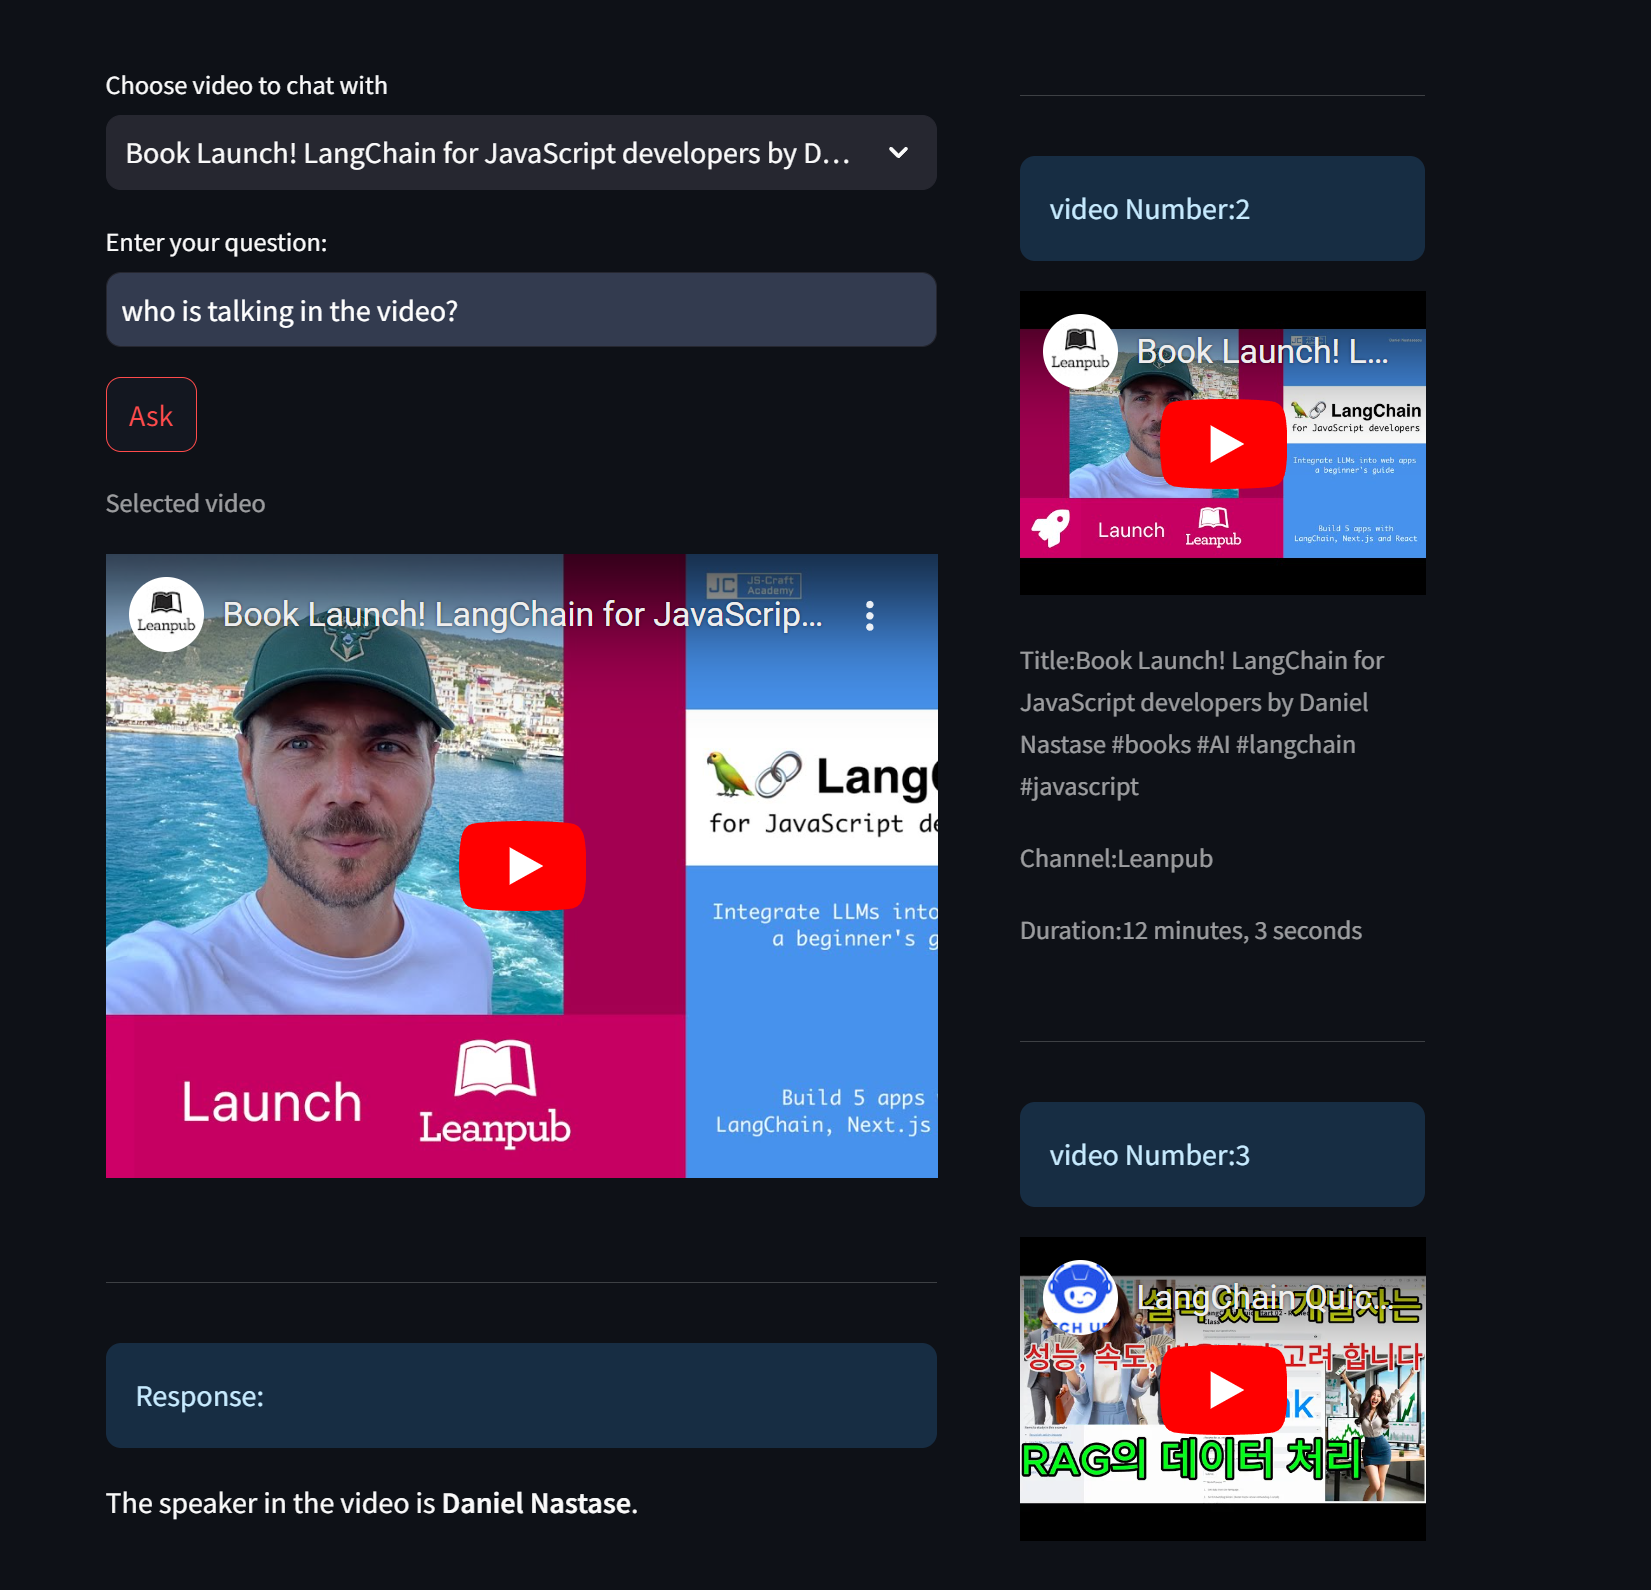 Choose video to chat with
Book Launch! LangChain for JavaScript developers by D...
Enter your question:
who is talking in the video?
Ask
Selected video
Leanpub
Book Launch! LangChain for JavaScrip...
JC JS-Craft
Academy
LangC
for JavaScript de
Integrate LLMs into
a beginner's g
Build 5 apps
LangChain, Next.js
Launch
Leanpub
Response:
The speaker in the video is Daniel Nastase.
video Number:2
Leanpub
Book Launch! L...
LangChain
for JavaScript developers
Integrate LLMs into web apps
a beginner's guide
Launch
Leanpub
Build 5 apps with
LangChain, Next.js and React
Title:Book Launch! LangChain for
JavaScript developers by Daniel
Nastase #books #AI #langchain
#javascript
Channel:Leanpub
Duration:12 minutes, 3 seconds
video Number:3
LangChain Quic...
있는 개발자는
성능, 속도, 고려 합니다
RAG의 데이터 처리